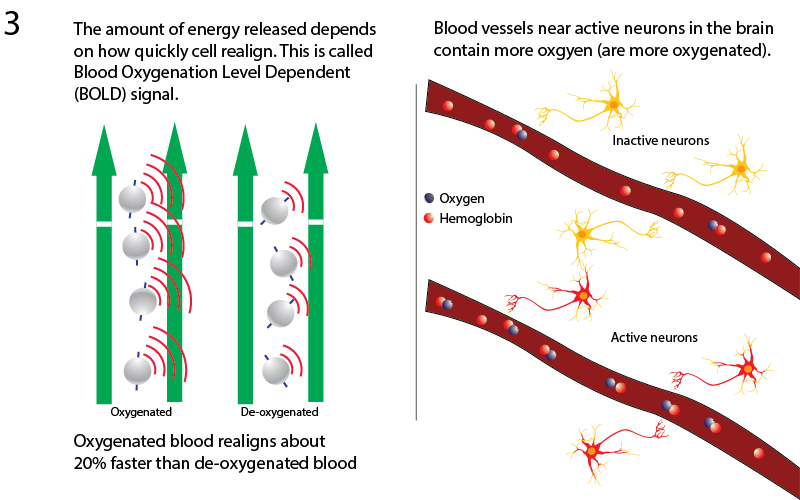 3
The amount of energy released depends
on how quickly cell realign. This is called
Blood Oxygenation Level Dependent
(BOLD) signal.
Oxygenated
De-oxygenated
Oxygenated blood realigns about
20% faster than de-oxygenated blood
Blood vessels near active neurons in the brain
contain more oxgyen (are more oxygenated).
Inactive neurons
Oxygen
Hemoglobin
Active neurons